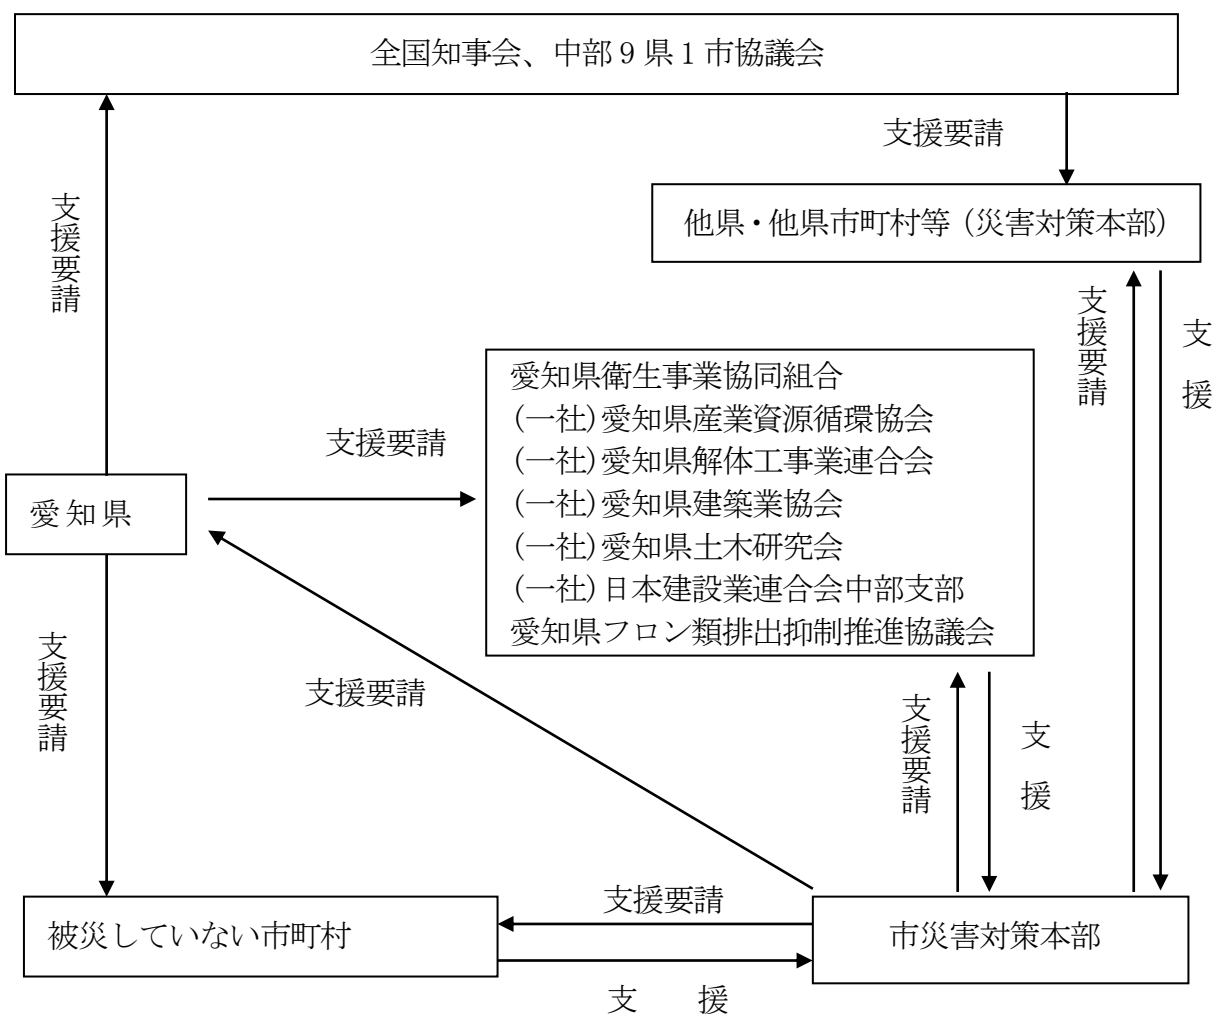 全国知事会、中部9県1市協議会
支援要請
支援要請
他県・他県市町村等(災害対策本部)
支援要請
支援
愛知県衛生事業協同組合
(一社)愛知県産業資源循環協会
(一社)愛知県解体工事業連合会
(一社)愛知県建築業協会
(一社)愛知県土木研究会
(一社)日本建設業連合会中部支部
愛知県フロン類排出抑制推進協議会
支援要請
愛知県
支援要請
支援要請
支援要請
支援
被災していない市町村
支援要請
市災害対策本部
支援